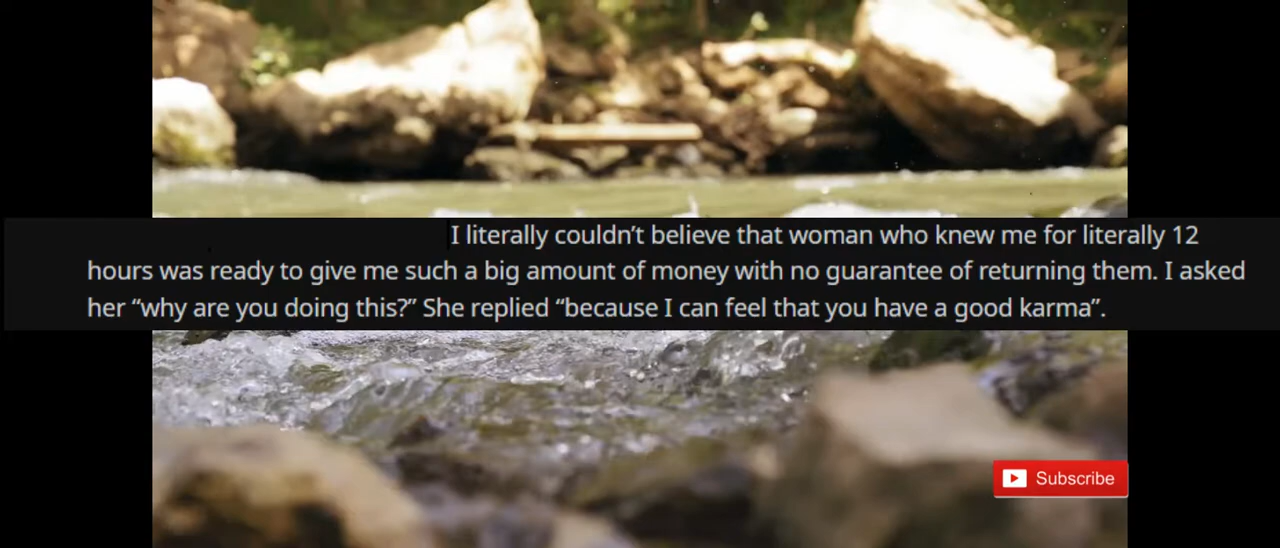 I literally couldn’t believe that woman who knew me for literally 12
hours was ready to give me such a big amount of money with no guarantee of returning them. I asked
her “why are you doing this?” She replied “because I can feel that you have a good karma”.
Subscribe